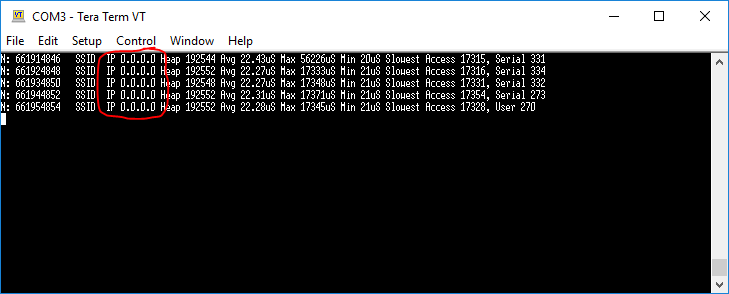 COM3 - Tera Term VT
File Edit Setup Control Window Help
N: 661914846 SSID IP 0.0.0.0 Heap 192544 Avg 22.43uS Max 56226uS Min 20uS Slowest Access 17315, Serial 331
N: 661924848 SSID IP 0.0.0.0 Heap 192552 Avg 22.27uS Max 17333uS Min 21uS Slowest Access 17316, Serial 334
N: 661934850 SSID IP 0.0.0.0 Heap 192548 Avg 22.27uS Max 17348uS Min 21uS Slowest Access 17331, Serial 332
N: 661944852 SSID IP 0.0.0.0 Heap 192552 Avg 22.31uS Max 17371uS Min 21uS Slowest Access 17354, Serial 273
N: 661954854 SSID IP 0.0.0.0 Heap 192552 Avg 22.28uS Max 17345uS Min 21uS Slowest Access 17328, User 270